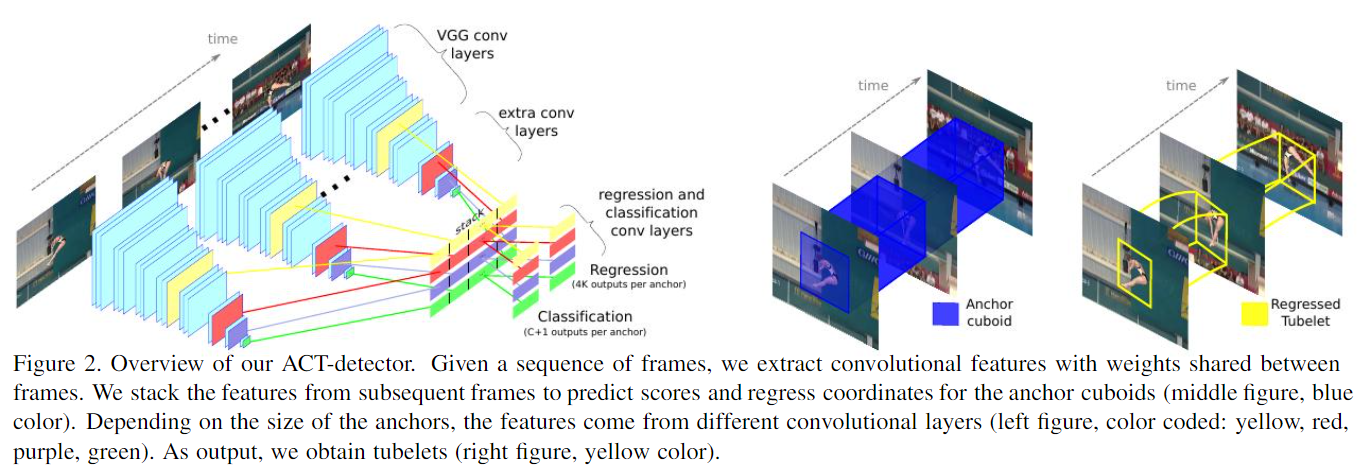 time
VGG conv
layers
extra conv
layers
stack
regression and
classification
conv layers
Regression
(4K outputs per anchor)
Classification
(C+1 outputs per anchor)
time
Anchor
cuboid
time
Regressed
Tubelet
Figure 2. Overview of our ACT-detector. Given a sequence of frames, we extract convolutional features with weights shared between
frames. We stack the features from subsequent frames to predict scores and regress coordinates for the anchor cuboids (middle figure, blue
color). Depending on the size of the anchors, the features come from different convolutional layers (left figure, color coded: yellow, red,
purple, green). As output, we obtain tubelets (right figure, yellow color).